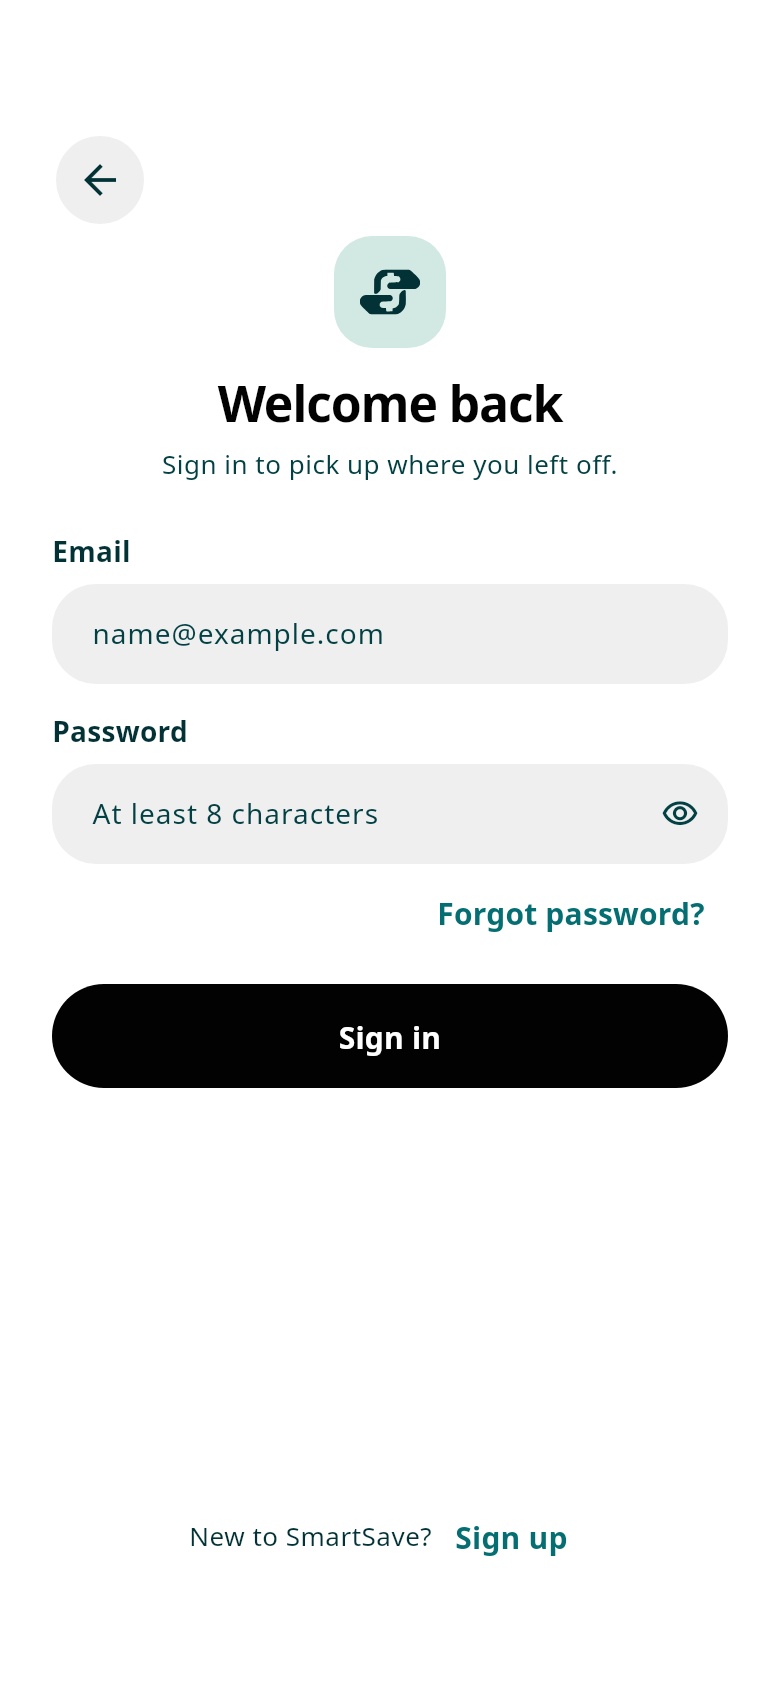 Welcome back
Sign in to pick up where you left off.
Email
name@example.com
Password
At least 8 characters
Forgot password?
Sign in
New to SmartSave? Sign up